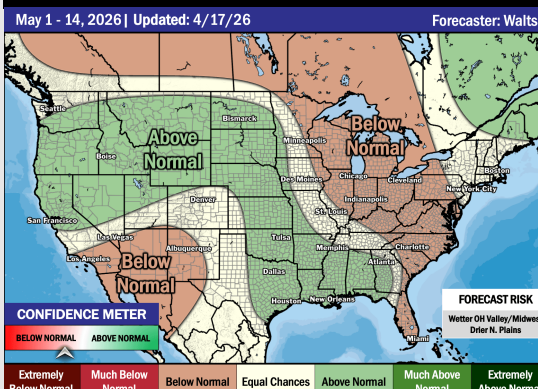 May 1 - 14, 2026| Updated: 4/17/26
Forecaster: Walts
Seattle
Bismarck
Above
Normal
Minneapolis
Below
Normal
Boise
Boston
Des Moines
Chicago
Cleveland
New York City
Denver
Indianapolis
San Francisco
St. Louis
Las Vegas
Albuquerque
Tulsa
Memphis
Charlotte
Los Angeles
Below
Normal
Dallas
Atlanta
Houston
New Orleans
Miami
CONFIDENCE METER
BELOW NORMAL
ABOVE NORMAL
FORECAST RISK
Wetter OH Valley/Midwes
Drier N. Plains
Extremely
Below Normal
Much Below
Normal
Below Normal
Equal Chances
Above Normal
Much Above
Normal
Extremely
Above Normal